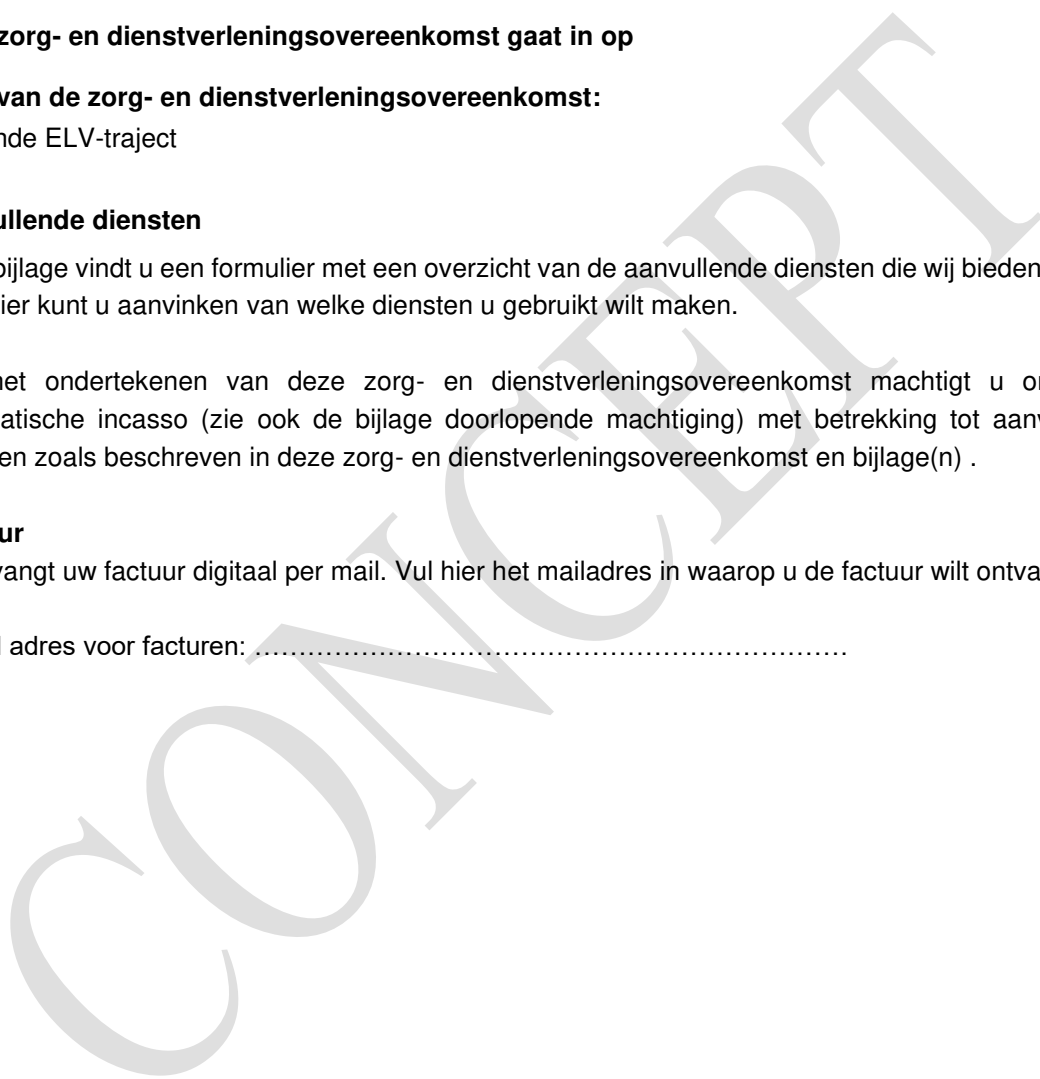 zorg- en dienstverleningsovereenkomst gaat in op
van de zorg- en dienstverleningsovereenkomst:
nde ELV-traject
ullende diensten
bijlage vindt u een formulier met een overzicht van de aanvullende diensten die wij bieden
ier kunt u aanvinken van welke diensten u gebruikt wilt maken.
net ondertekenen van deze zorg- en dienstverleningsovereenkomst machtigt u o
atische incasso (zie ook de bijlage doorlopende machtiging) met betrekking tot aanv
en zoals beschreven in deze zorg- en dienstverleningsovereenkomst en bijlage(n) .
ur
vangt uw factuur digitaal per mail. Vul hier het mailadres in waarop u de factuur wilt ontva
l adres voor facturen: ……………………………………………………………
CONCEPT